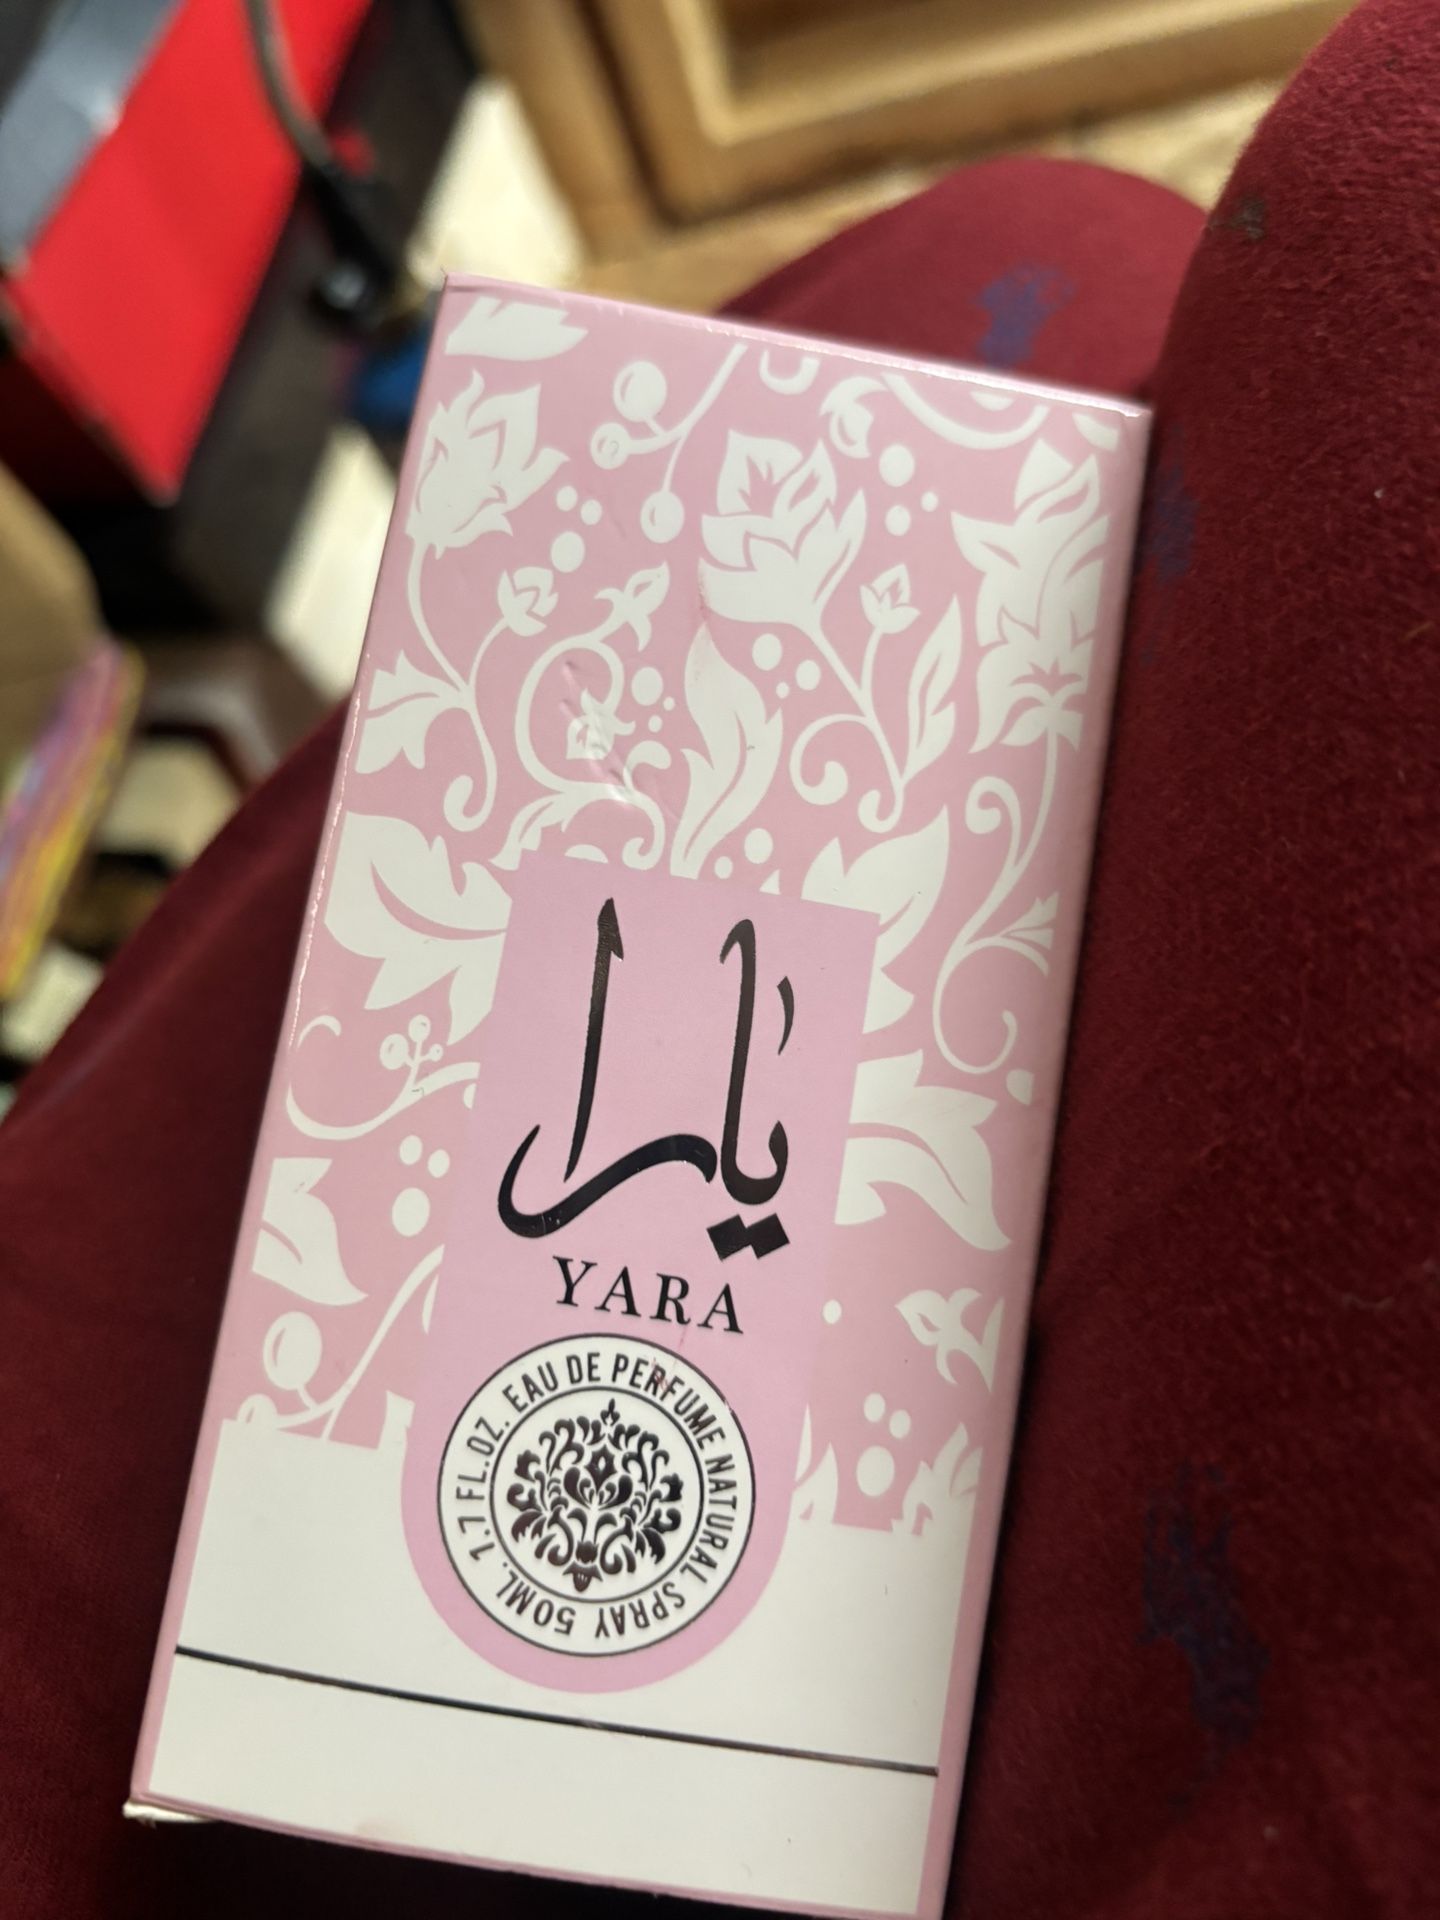 يارا
YARA
EAU DE PERFUME NATURAL SPRAY 50ML. 1.7 FL.OZ.